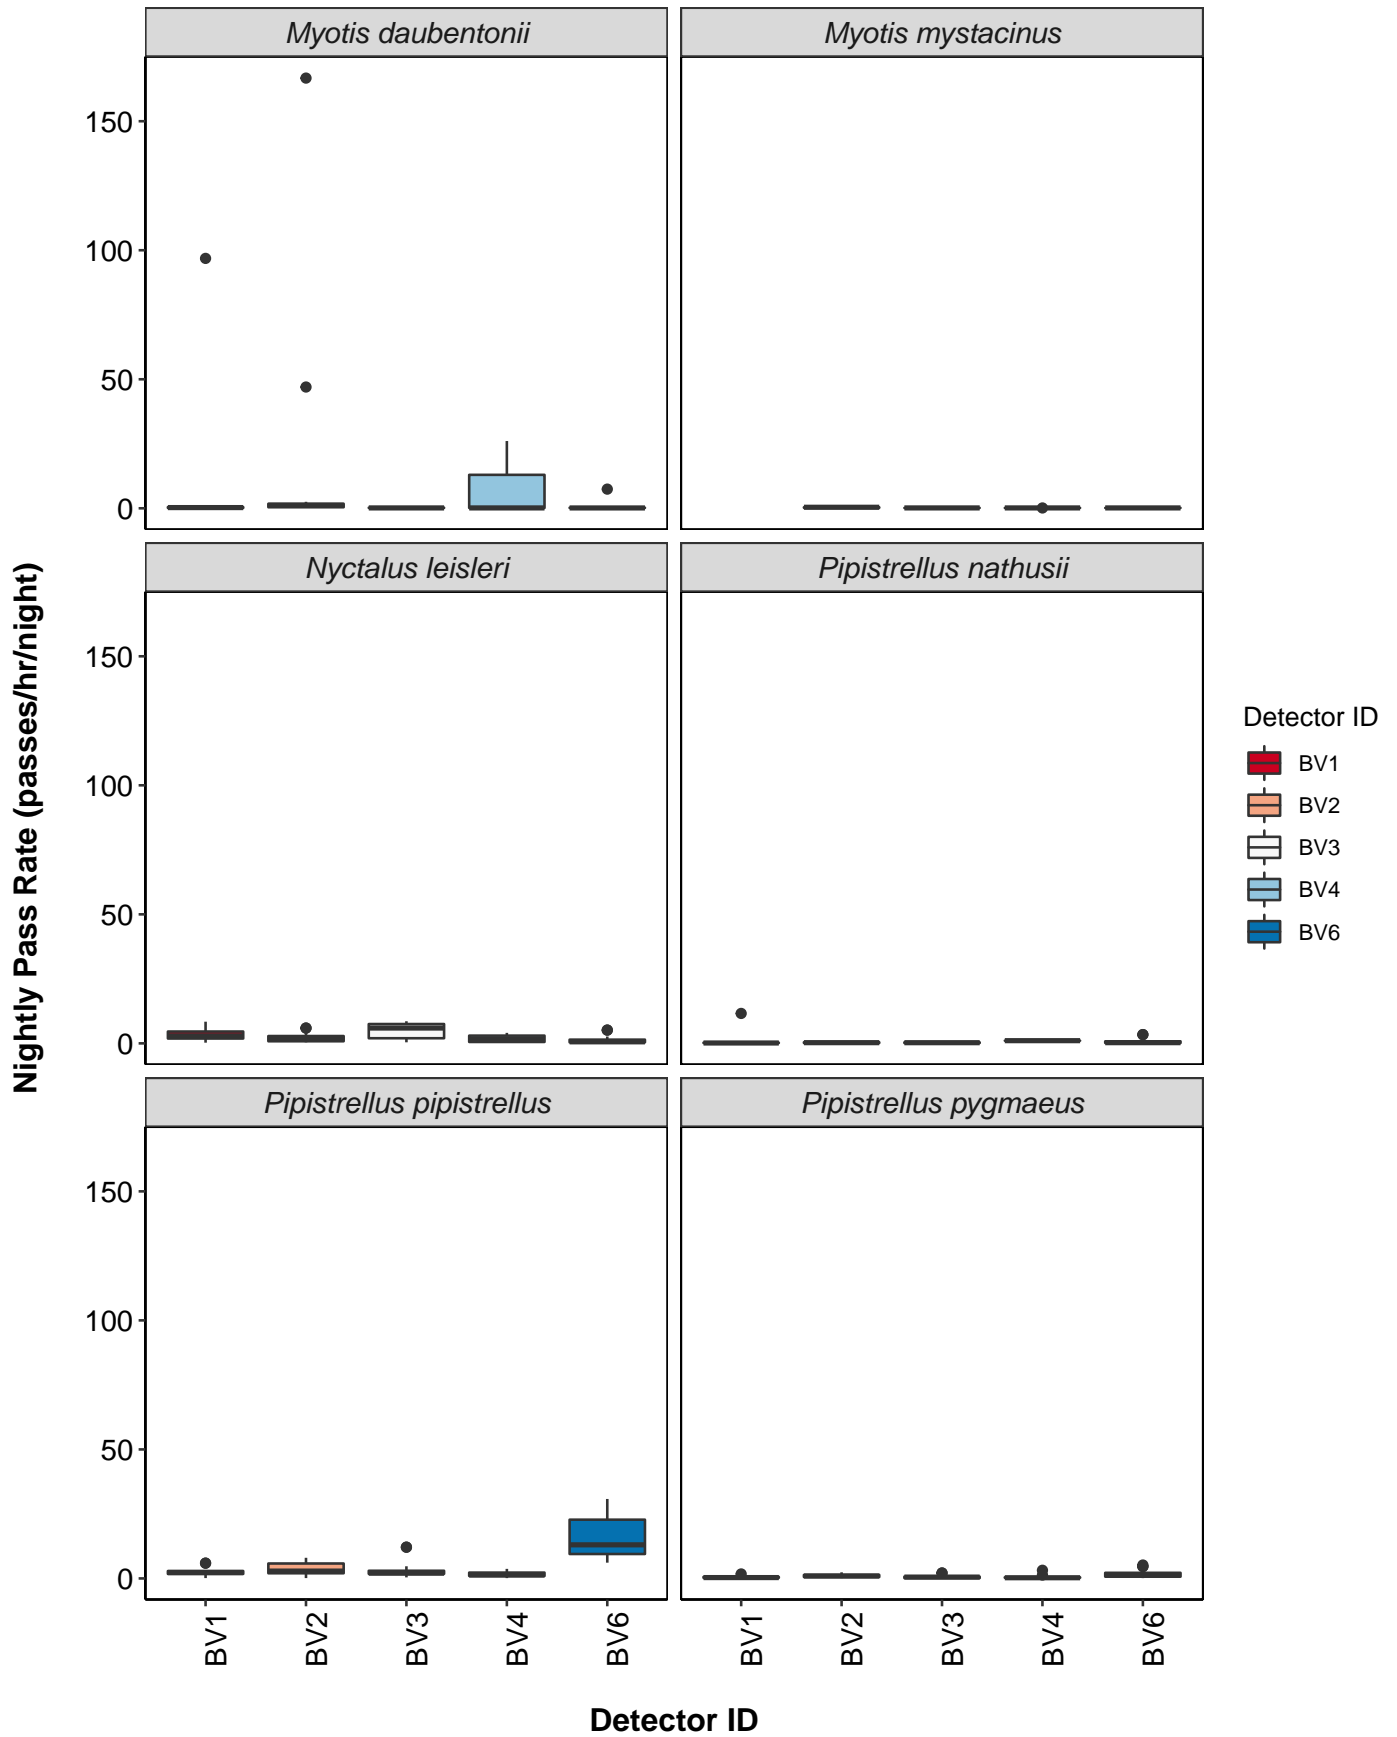 Myotis daubentonii
Myotis mystacinus
150
100
50
0
Nyctalus leisleri
Pipistrellus nathusii
150
100
50
0
Pipistrellus pipistrellus
Pipistrellus pygmaeus
150
100
50
0
BV1
BV2
BV3
BV4
BV6
BV1
BV2
BV3
BV4
BV6
Detector ID
Nightly Pass Rate (passes/hr/night)
Detector ID
BV1
BV2
BV3
BV4
BV6